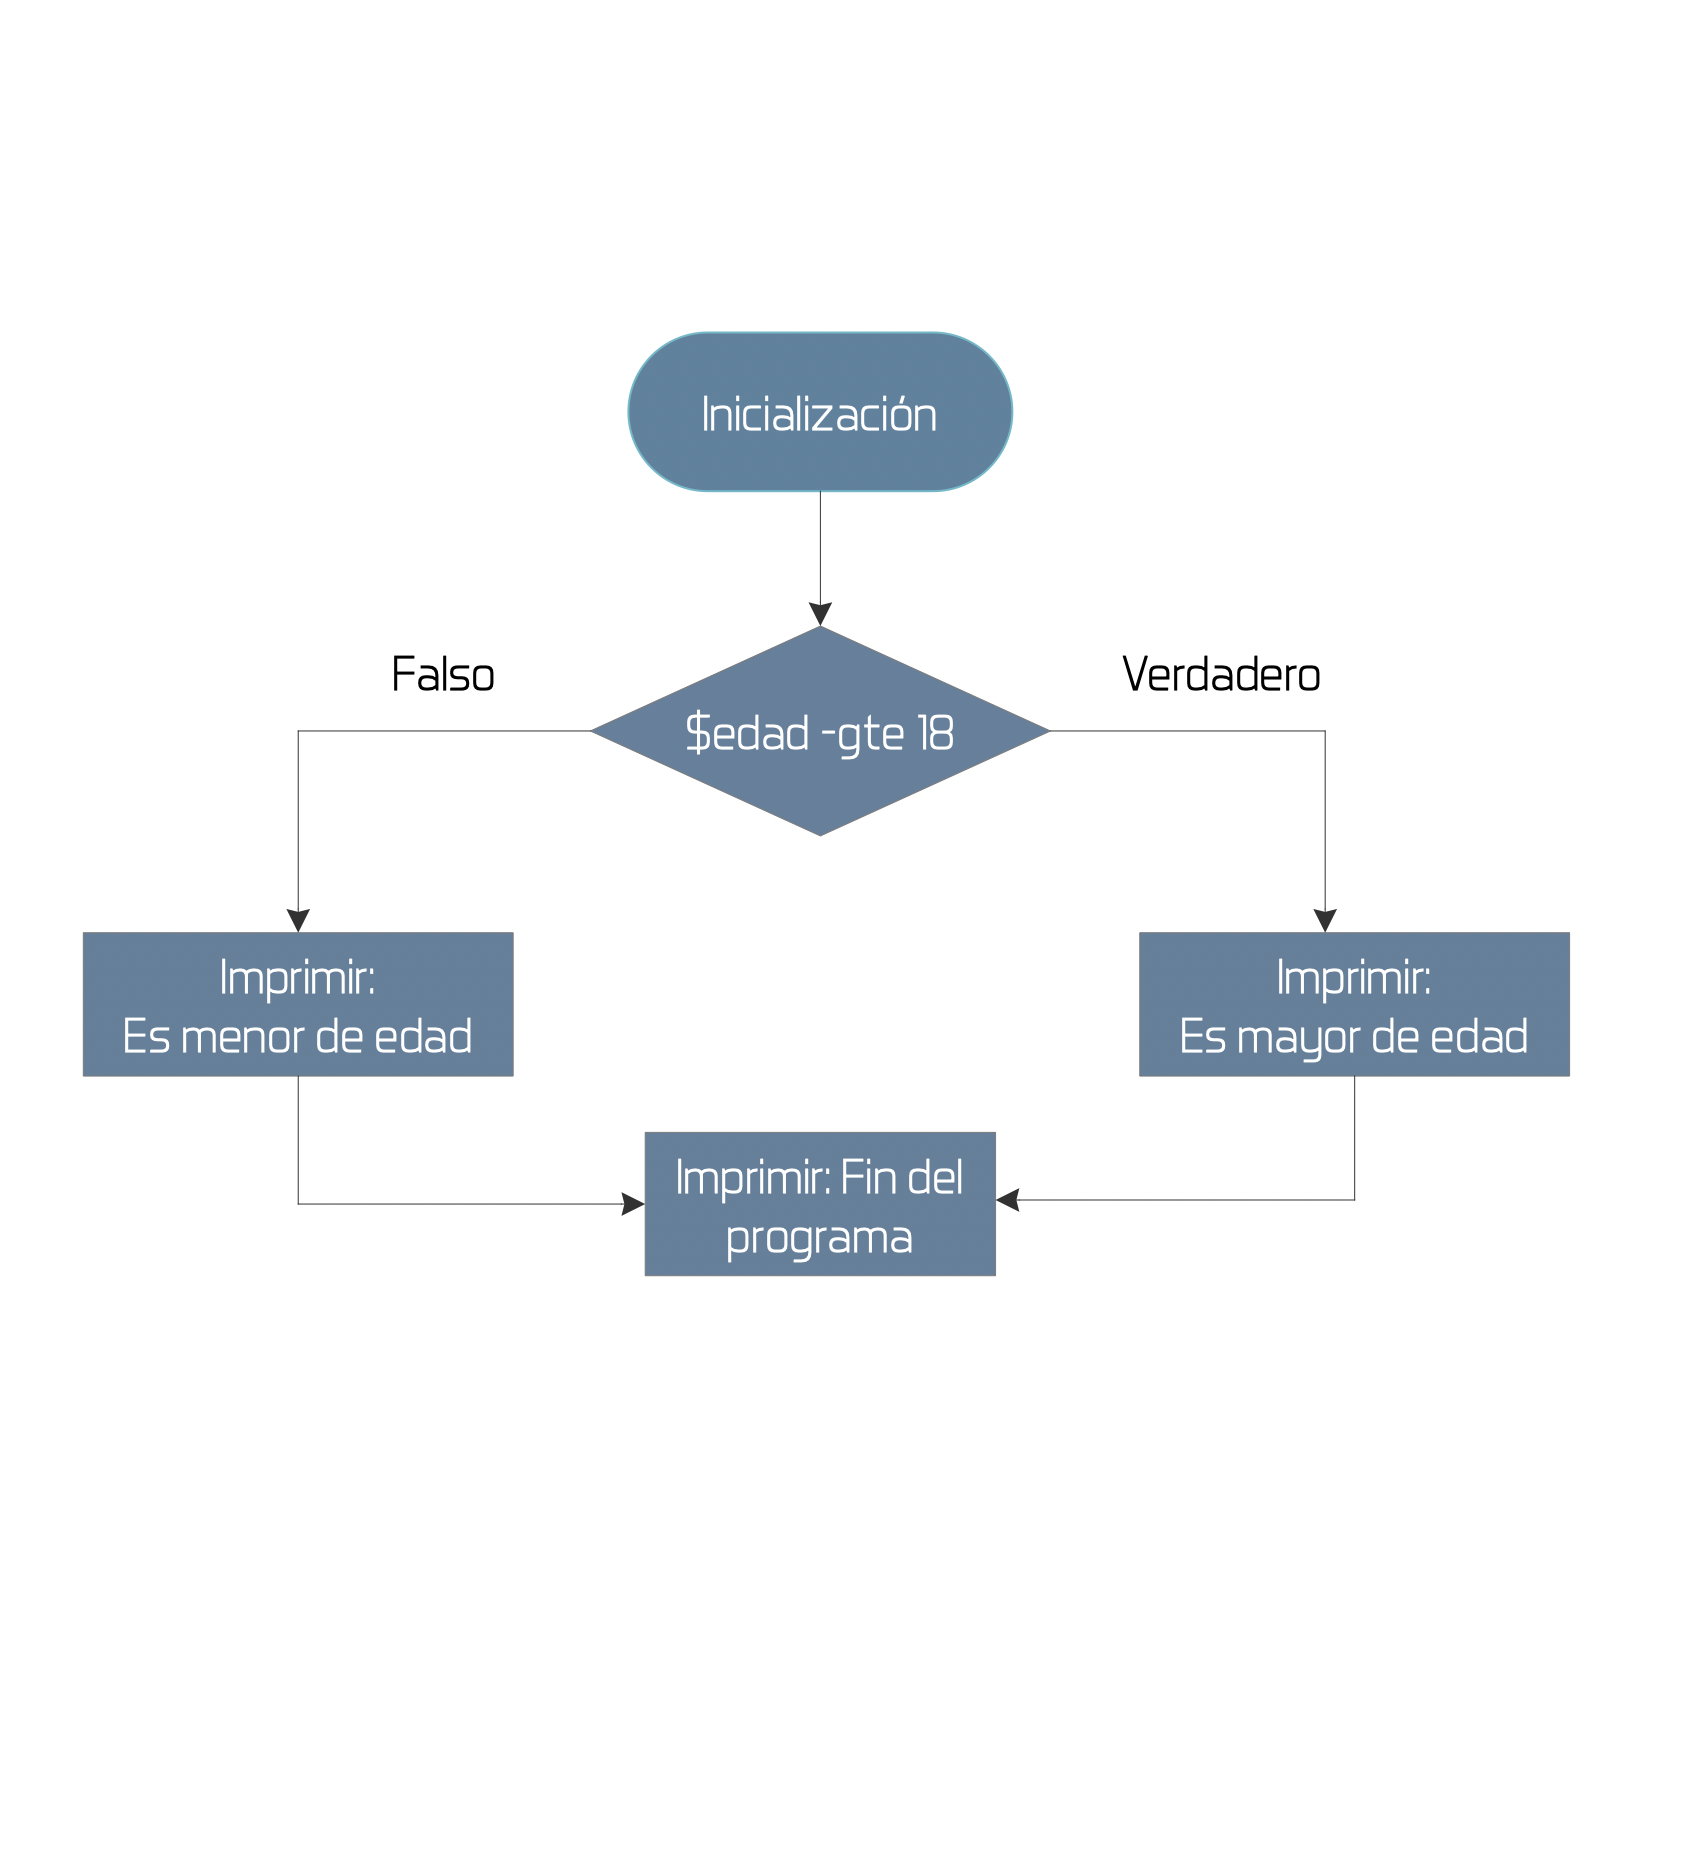 Inicialización
Falso
Verdadero
$edad -gte 18
Imprimir:
Es menor de edad
Imprimir:
Es mayor de edad
Imprimir: Fin del
programa